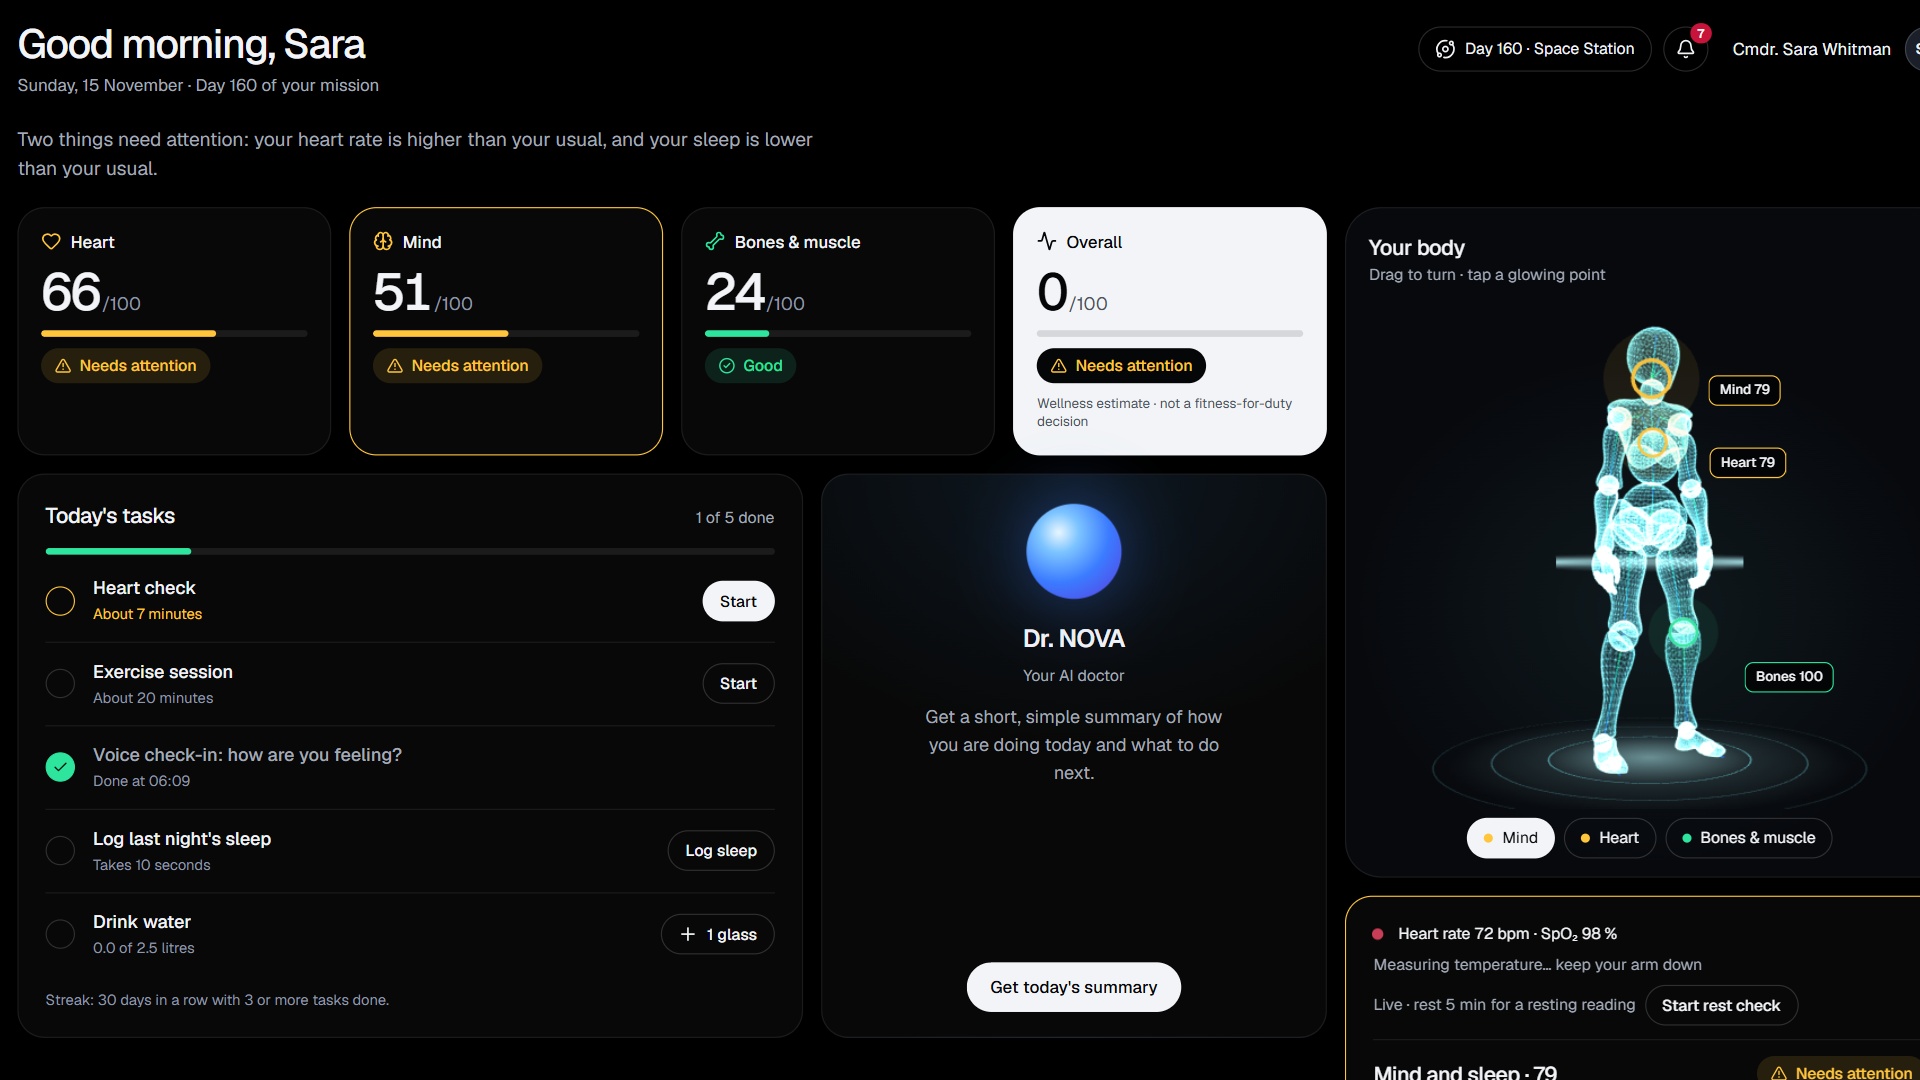 Good morning, Sara
Sunday, 15 November · Day 160 of your mission
Day 160 · Space Station
7
Cmdr. Sara Whitman
Two things need attention: your heart rate is higher than your usual, and your sleep is lower
than your usual.
Heart
66/100
Needs attention
Mind
51/100
Needs attention
Bones & muscle
24/100
Good
Overall
0/100
Needs attention
Wellness estimate · not a fitness-for-duty
decision
Today's tasks
1 of 5 done
Heart check
About 7 minutes
Start
Exercise session
About 20 minutes
Start
Voice check-in: how are you feeling?
Done at 06:09
Log last night's sleep
Takes 10 seconds
Log sleep
Drink water
0.0 of 2.5 litres
+ 1 glass
Streak: 30 days in a row with 3 or more tasks done.
Dr. NOVA
Your AI doctor
Get a short, simple summary of how
you are doing today and what to do
next.
Get today's summary
Your body
Drag to turn · tap a glowing point
Mind 79
Heart 79
Bones 100
Mind
Heart
Bones & muscle
Heart rate 72 bpm · SpO₂ 98 %
Measuring temperature... keep your arm down
Live · rest 5 min for a resting reading
Start rest check
Mind and sleep · 79
Needs attention